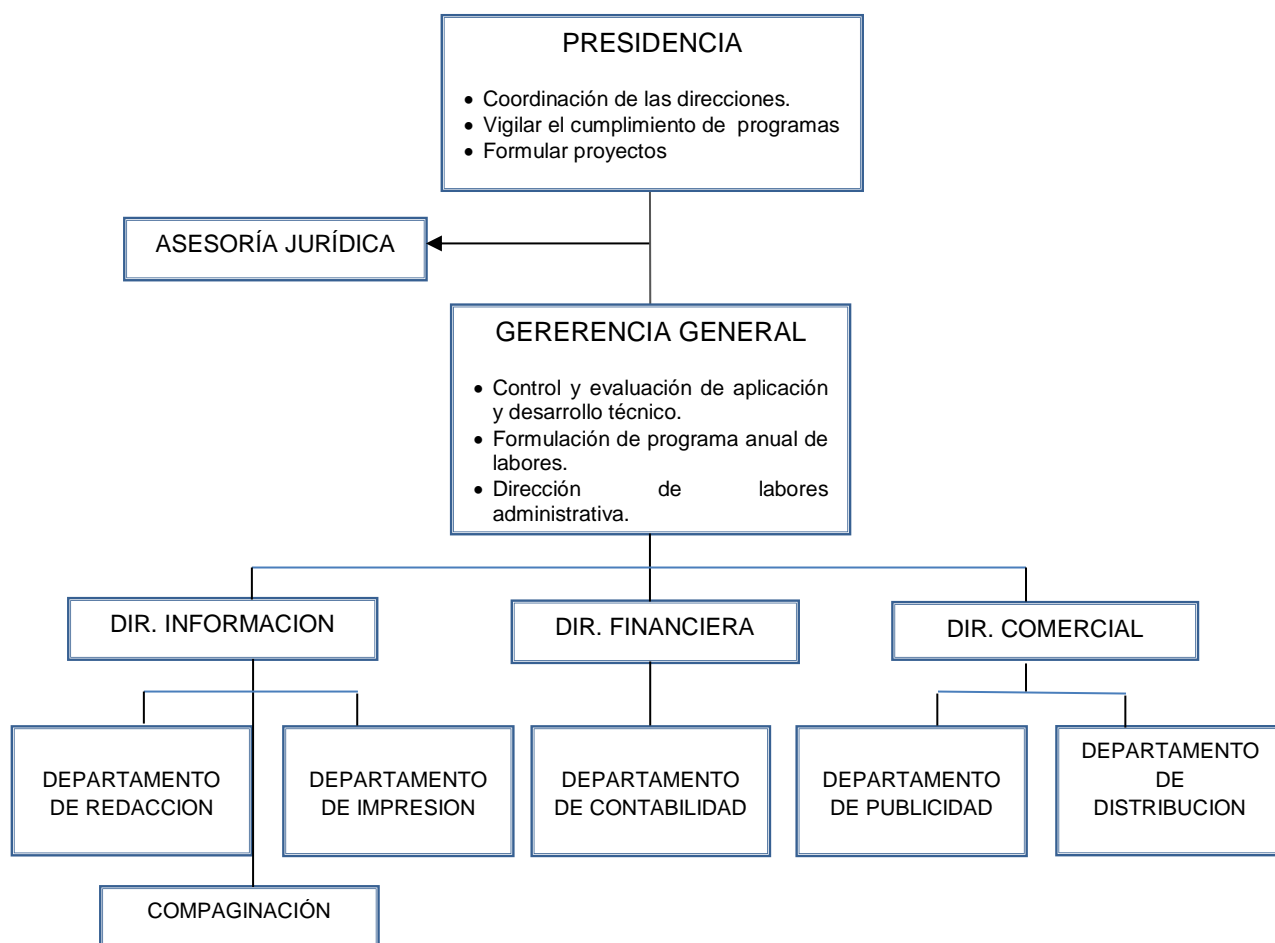 PRESIDENCIA
• Coordinación de las direcciones.
• Vigilar el cumplimiento de programas
• Formular proyectos
ASESORÍA JURÍDICA
GERERENCIA GENERAL
• Control y evaluación de aplicación
y desarrollo técnico.
• Formulación de programa anual de
labores.
• Dirección de labores
administrativa.
DIR. INFORMACION
DIR. FINANCIERA
DIR. COMERCIAL
DEPARTAMENTO
DE REDACCION
DEPARTAMENTO
DE IMPRESION
DEPARTAMENTO
DE CONTABILIDAD
DEPARTAMENTO
DE PUBLICIDAD
DEPARTAMENTO
DE
DISTRIBUCION
COMPAGINACIÓN